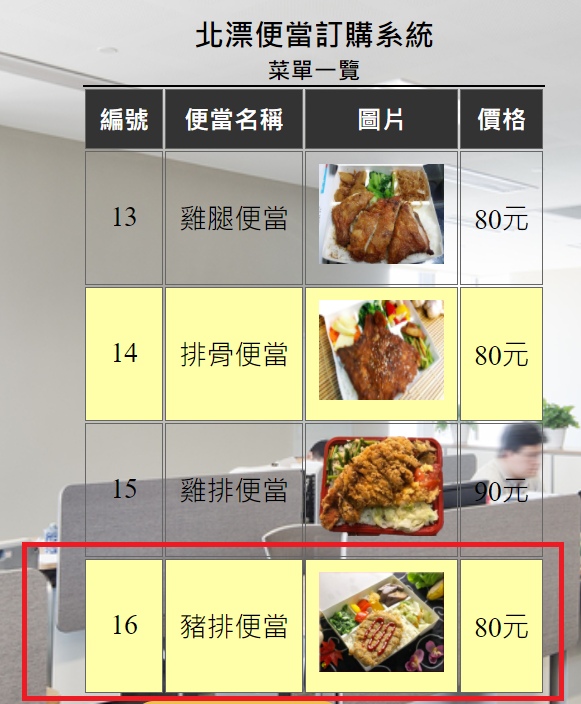 北漂便當訂購系統
菜單一覽
編號 便當名稱 圖片 價格
13 雞腿便當 80元
14 排骨便當 80元
15 雞排便當 90元
16 豬排便當 80元